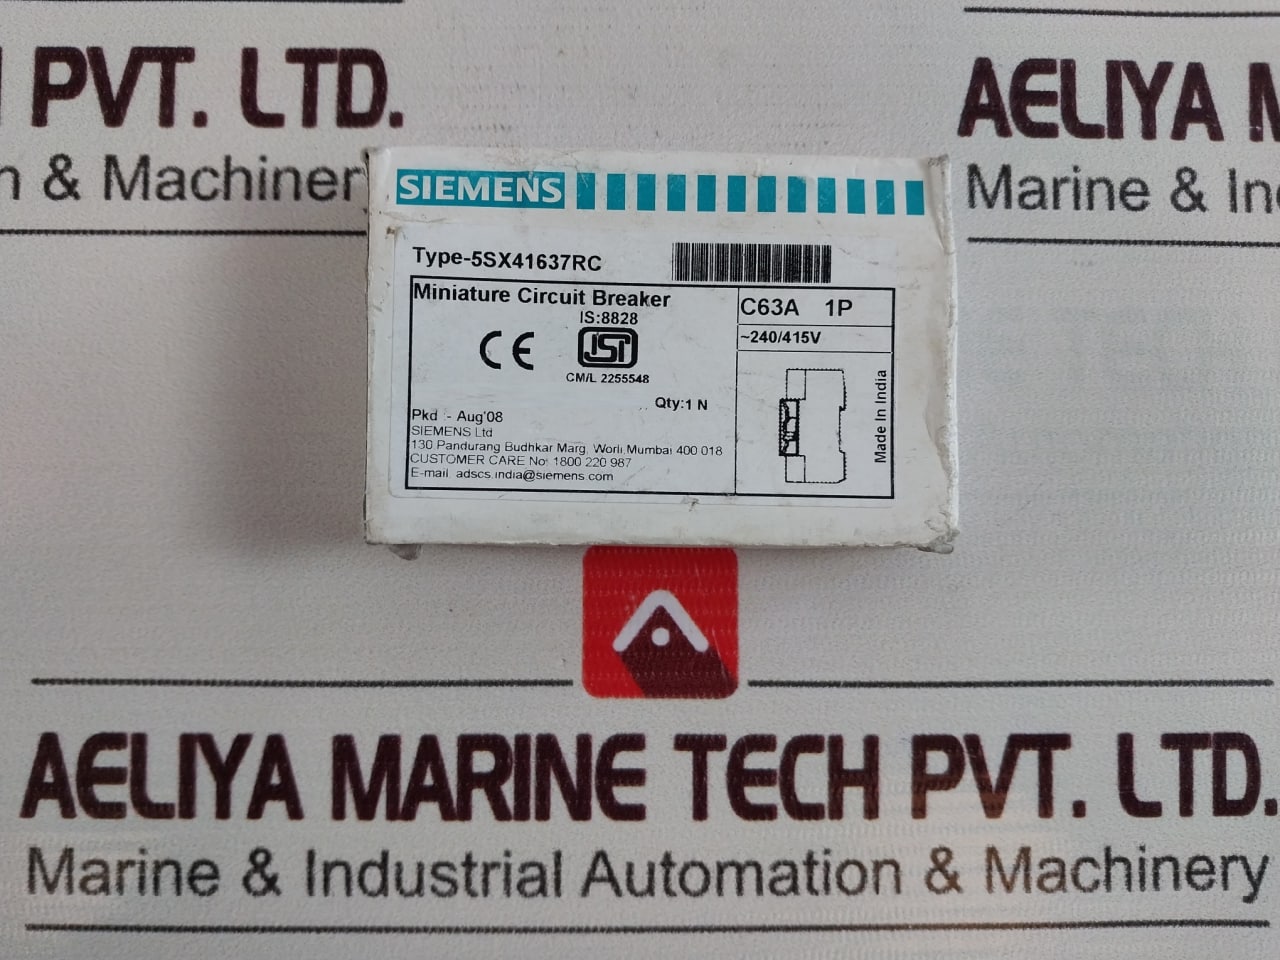 PVT. LTD.
n & Machiner
AELIYA M
Marine & Ind
SIEMENS
Type-5SX41637RC
Miniature Circuit Breaker
IS:8828
CE
ISI
CM/L 2255548
Qty:1 N
Pkd :- Aug'08
SIEMENS Ltd
130 Pandurang Budhkar Marg, Worli, Mumbai 400 018
CUSTOMER CARE No: 1800 220 987
E-mail adscs.india@siemens.com
C63A 1P
~240/415V
Made In India
AELIYA MARINE TECH PVT. LTD.
Marine & Industrial Automation & Machinery